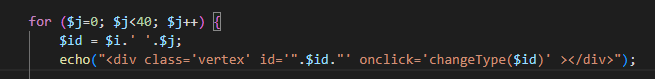 for ($j=0; $j<40; $j++) {
$id = $i.' '.$j;
echo("<div class='vertex' id='".$id."' onclick='changeType($id)' ></div>");